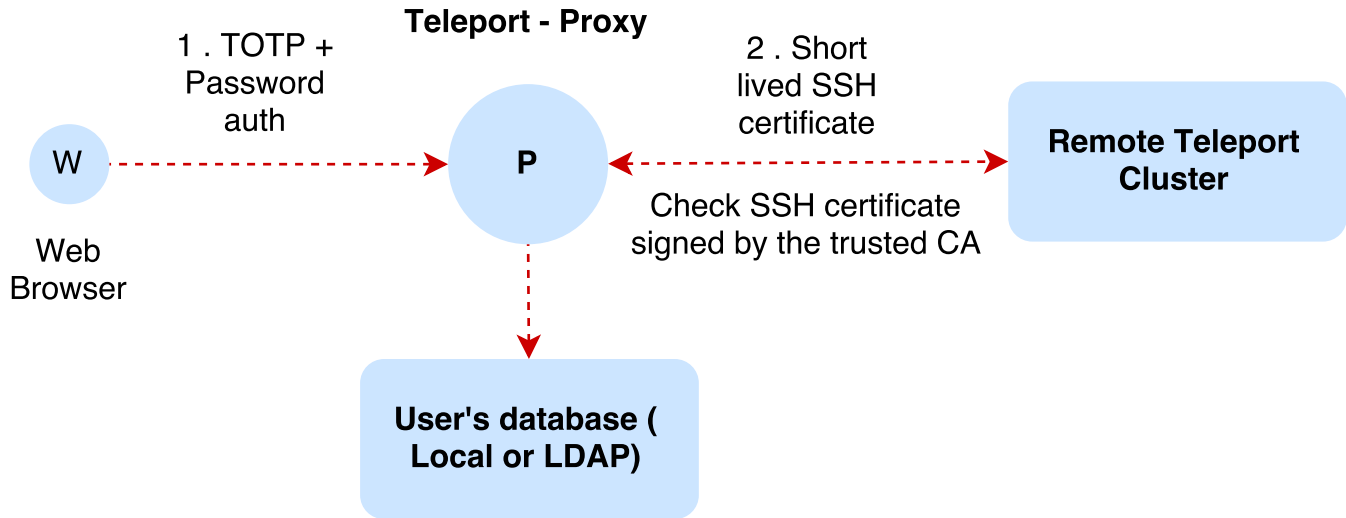 Teleport - Proxy
1 . TOTP +
Password
auth
2 . Short
lived SSH
certificate
W
P
Remote Teleport
Cluster
Check SSH certificate
signed by the trusted CA
Web
Browser
User's database (
Local or LDAP)